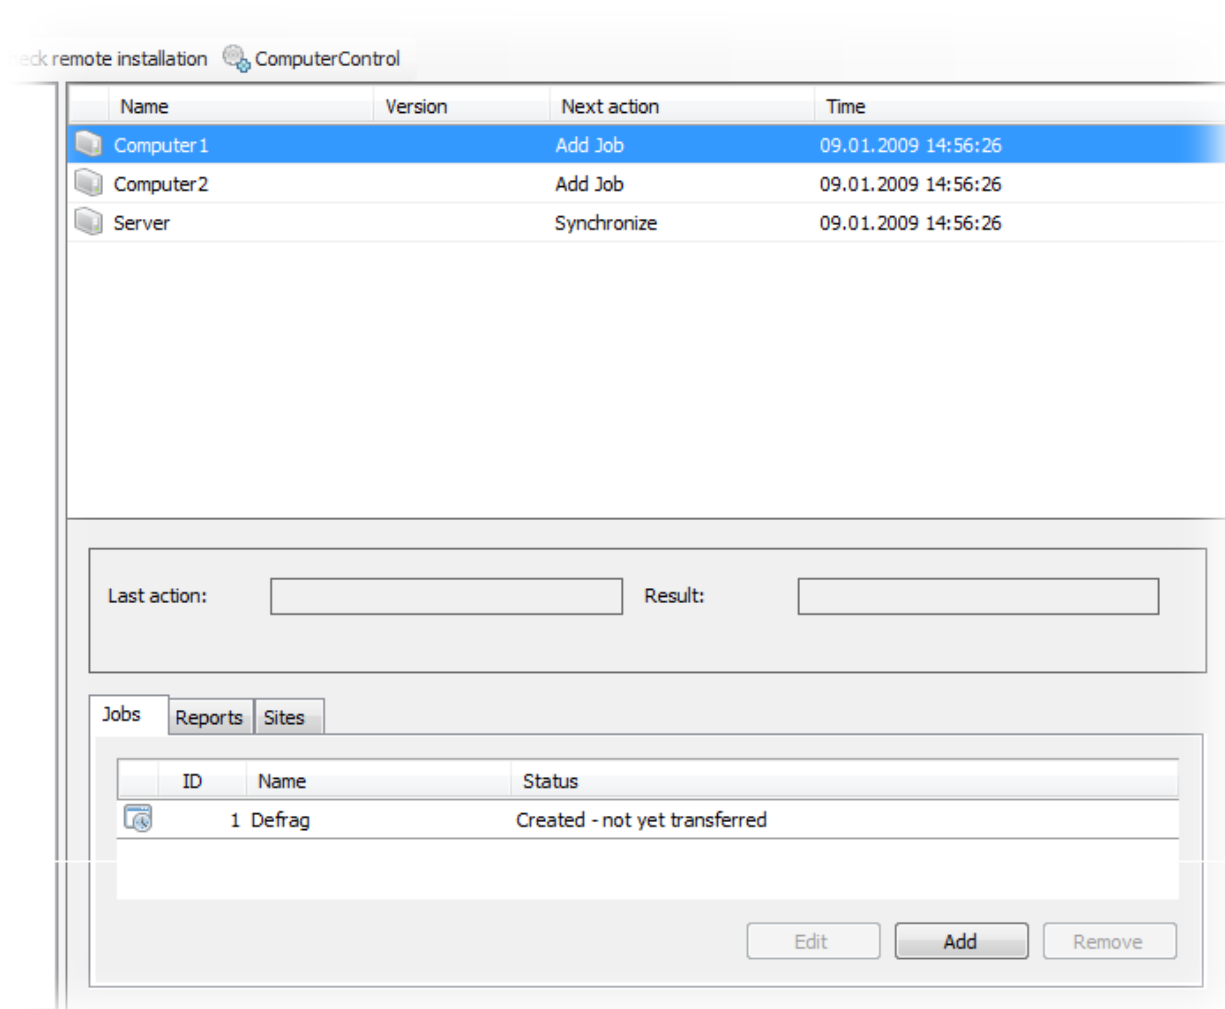 remote installation ComputerControl
Name Version Next action Time
Computer1 Add Job 09.01.2009 14:56:26
Computer2 Add Job 09.01.2009 14:56:26
Server Synchronize 09.01.2009 14:56:26
Last action: Result:
Jobs Reports Sites
ID Name Status
1 Defrag Created - not yet transferred
Edit Add Remove